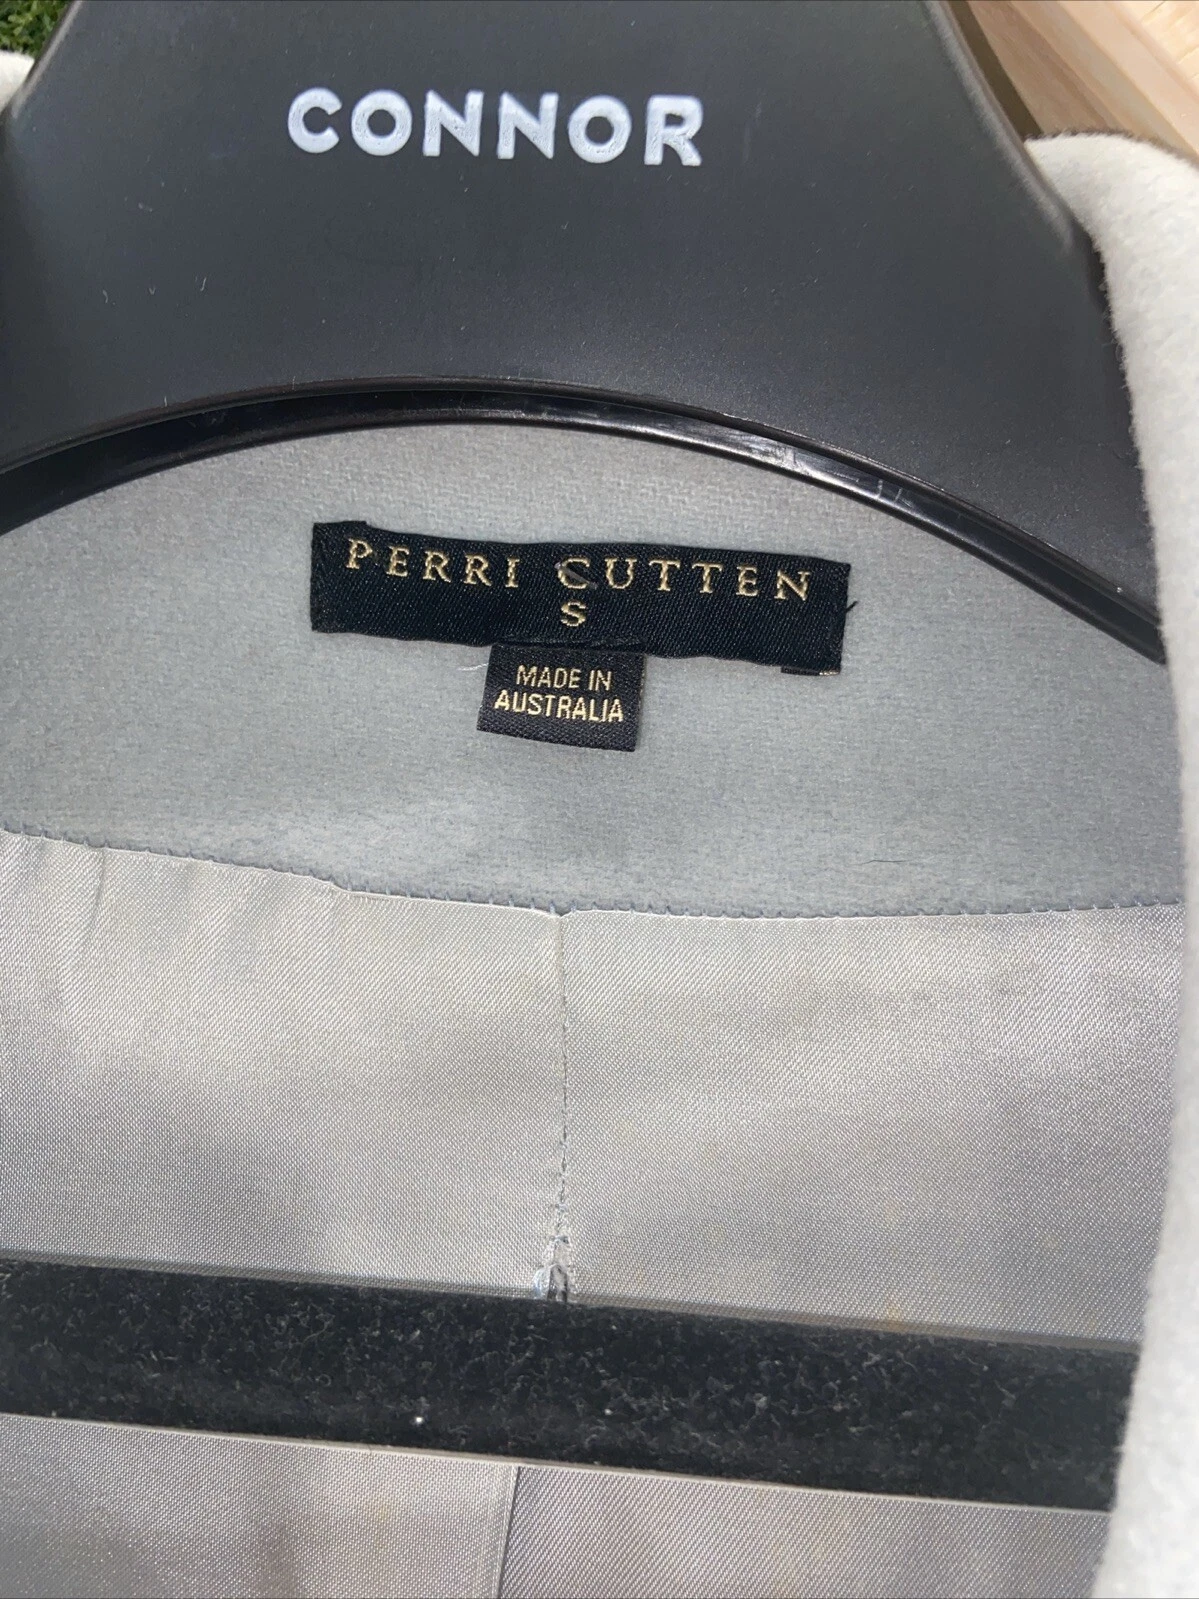 CONNOR
PERRI CUTTEN
S
MADE IN
AUSTRALIA